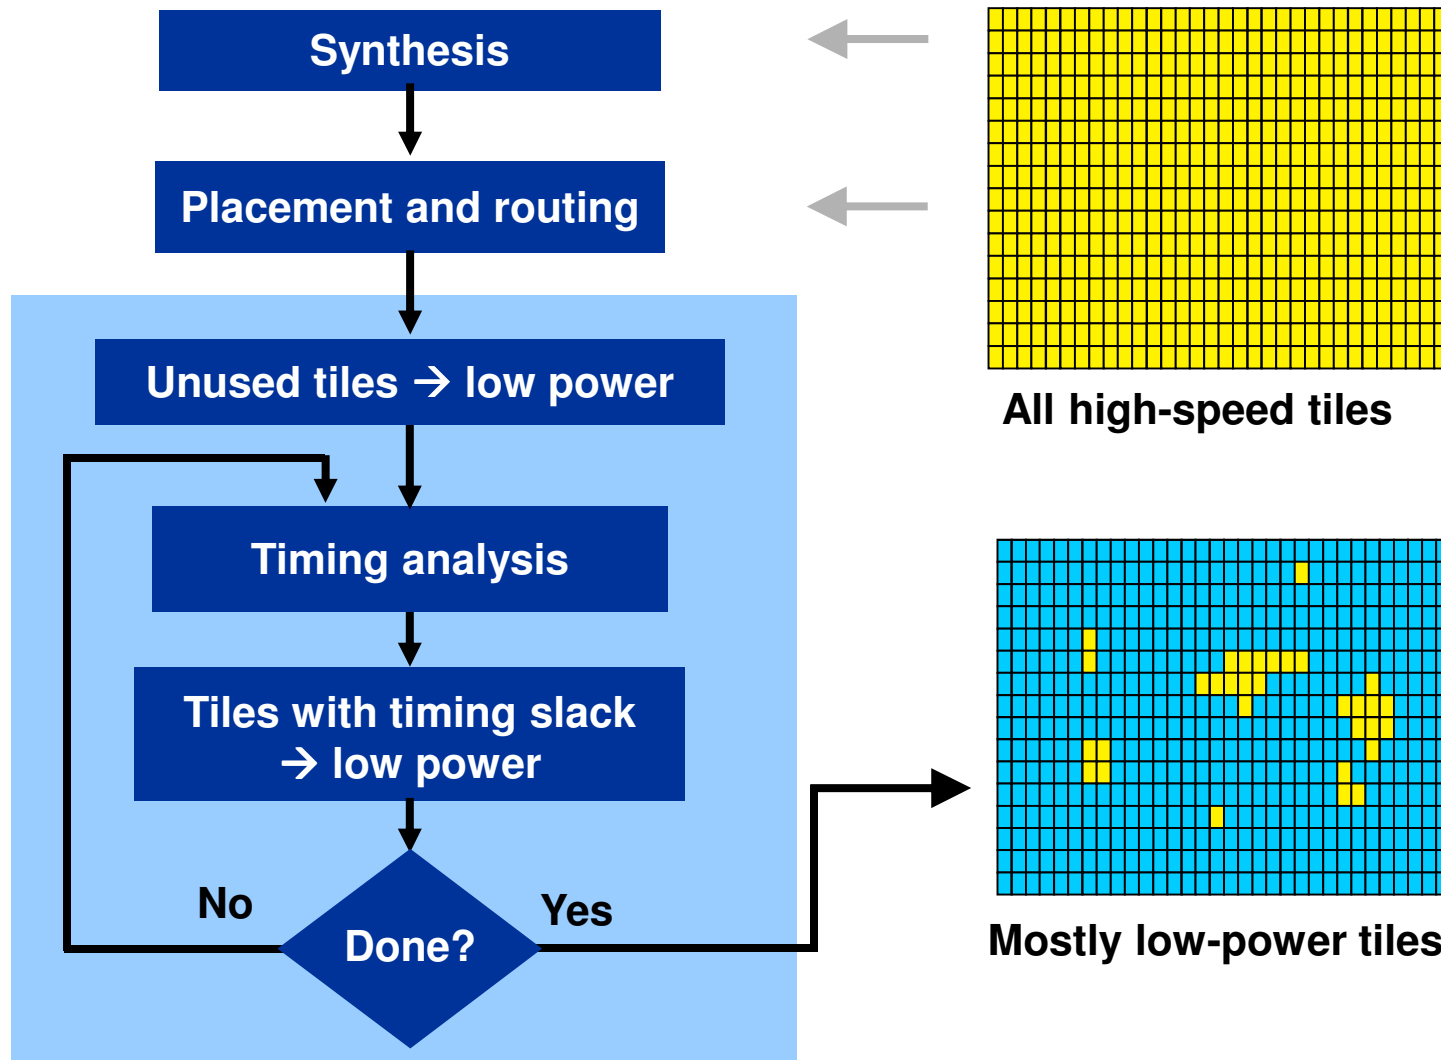 Synthesis
Placement and routing
Unused tiles → low power
Timing analysis
Tiles with timing slack
→ low power
No
Yes
Done?
All high-speed tiles
Mostly low-power tiles